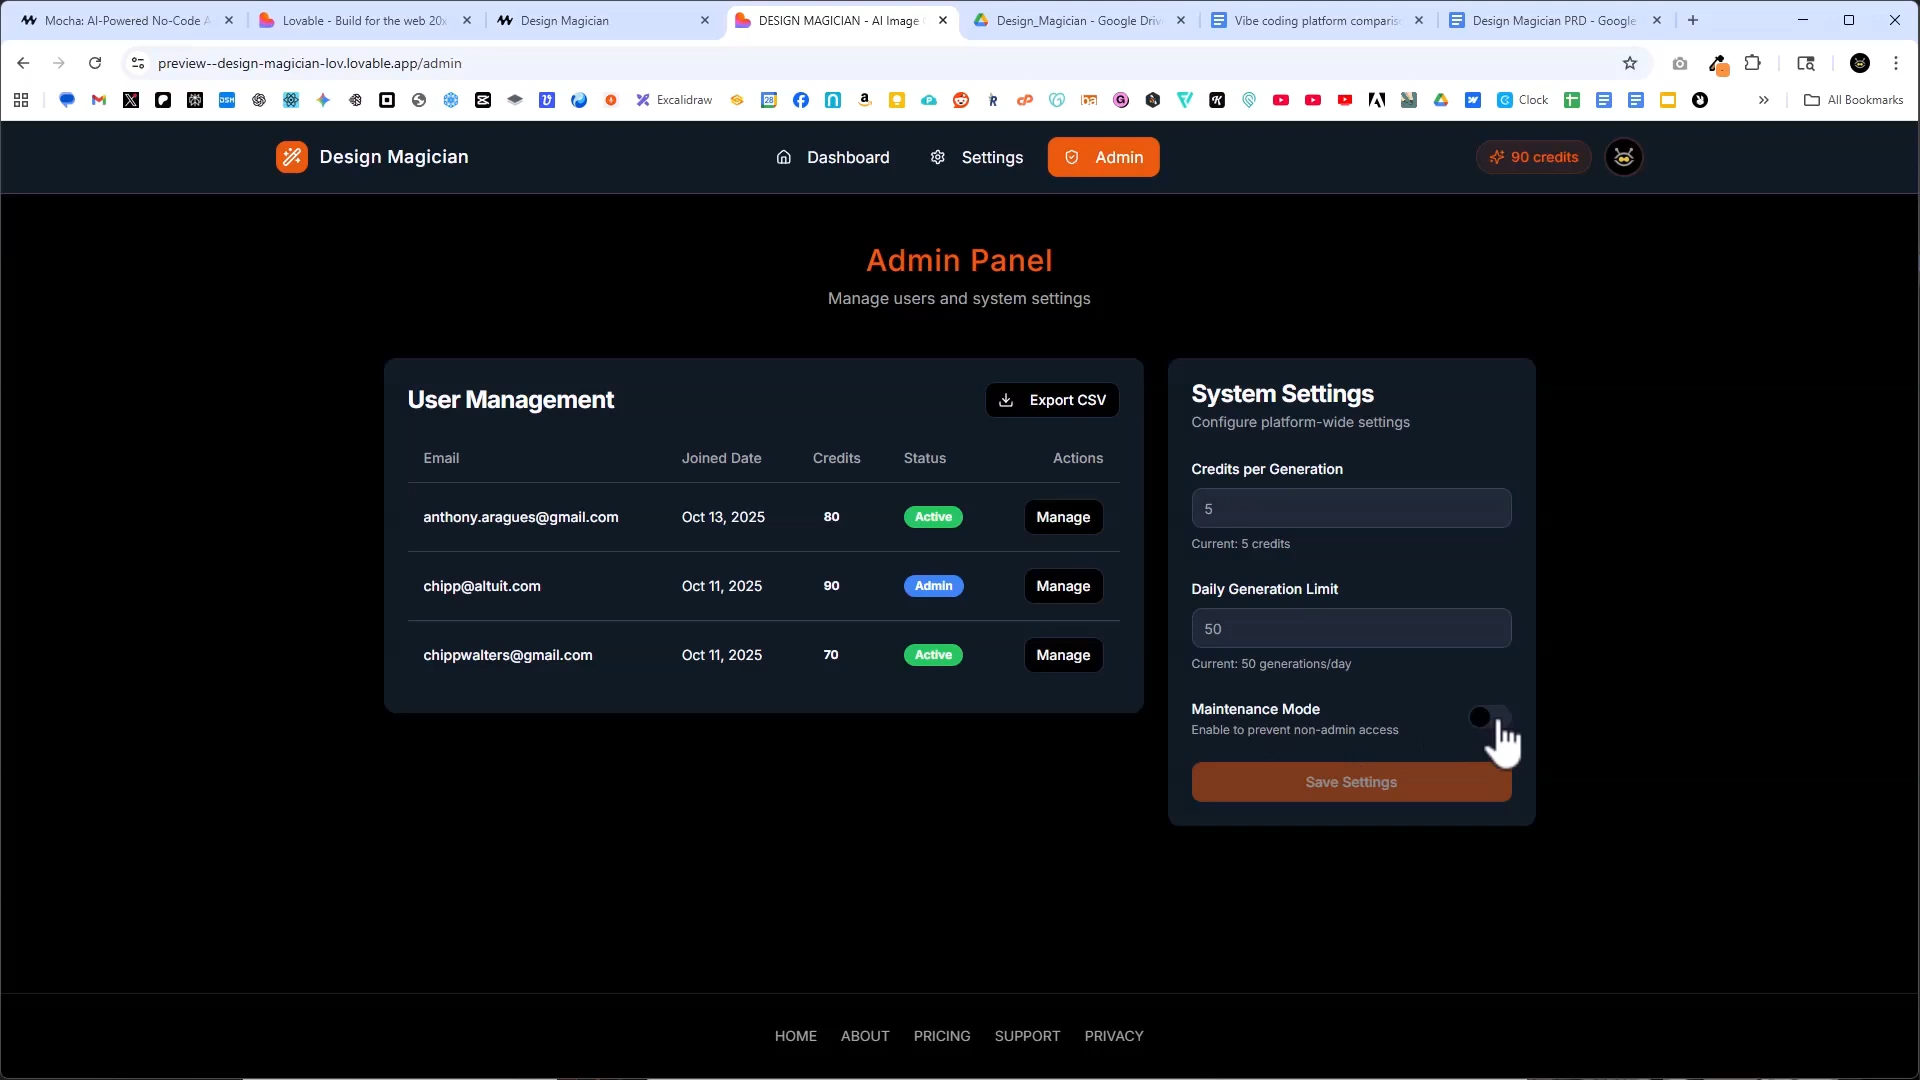 Mocha: AI-Powered No-Code A
Lovable - Build for the web 20x
Design Magician
DESIGN MAGICIAN - AI Image
Design_Magician - Google Driv
Vibe coding platform comparis
Design Magician PRD - Google
preview--design-magician-lov.lovable.app/admin
Excalidraw
Clock
All Bookmarks
Design Magician
Dashboard
Settings
Admin
90 credits
Admin Panel
Manage users and system settings
User Management
Export CSV
Email Joined Date Credits Status Actions
anthony.aragues@gmail.com Oct 13, 2025 80 Active Manage
chipp@altuit.com Oct 11, 2025 90 Admin Manage
chippwalters@gmail.com Oct 11, 2025 70 Active Manage
System Settings
Configure platform-wide settings
Credits per Generation
5
Current: 5 credits
Daily Generation Limit
50
Current: 50 generations/day
Maintenance Mode
Enable to prevent non-admin access
Save Settings
HOME ABOUT PRICING SUPPORT PRIVACY